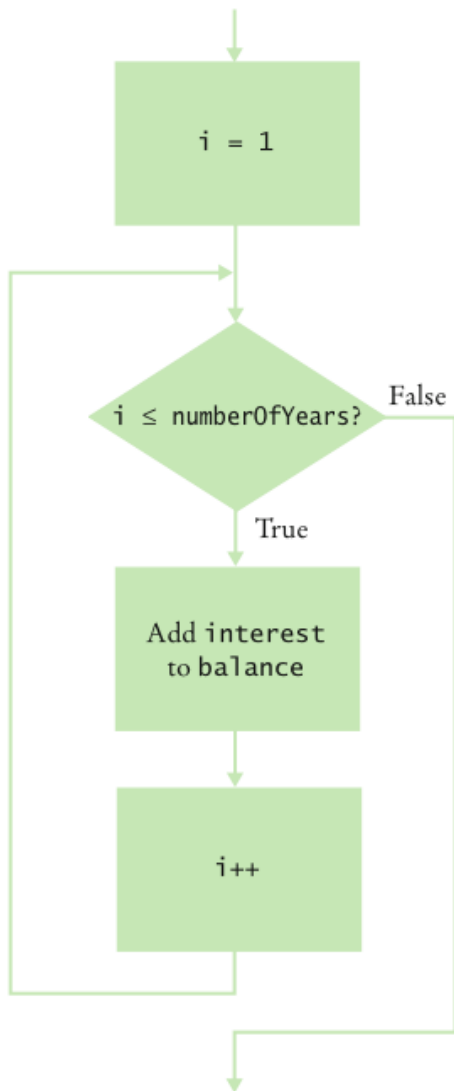 i = 1
i ≤ numberOfYears?
False
True
Add interest
to balance
i++